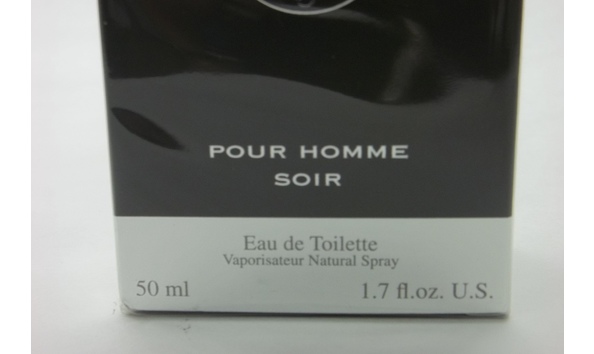 POUR HOMME
SOIR
Eau de Toilette
Vaporisateur Natural Spray
50 ml 1.7 fl.oz. U.S.